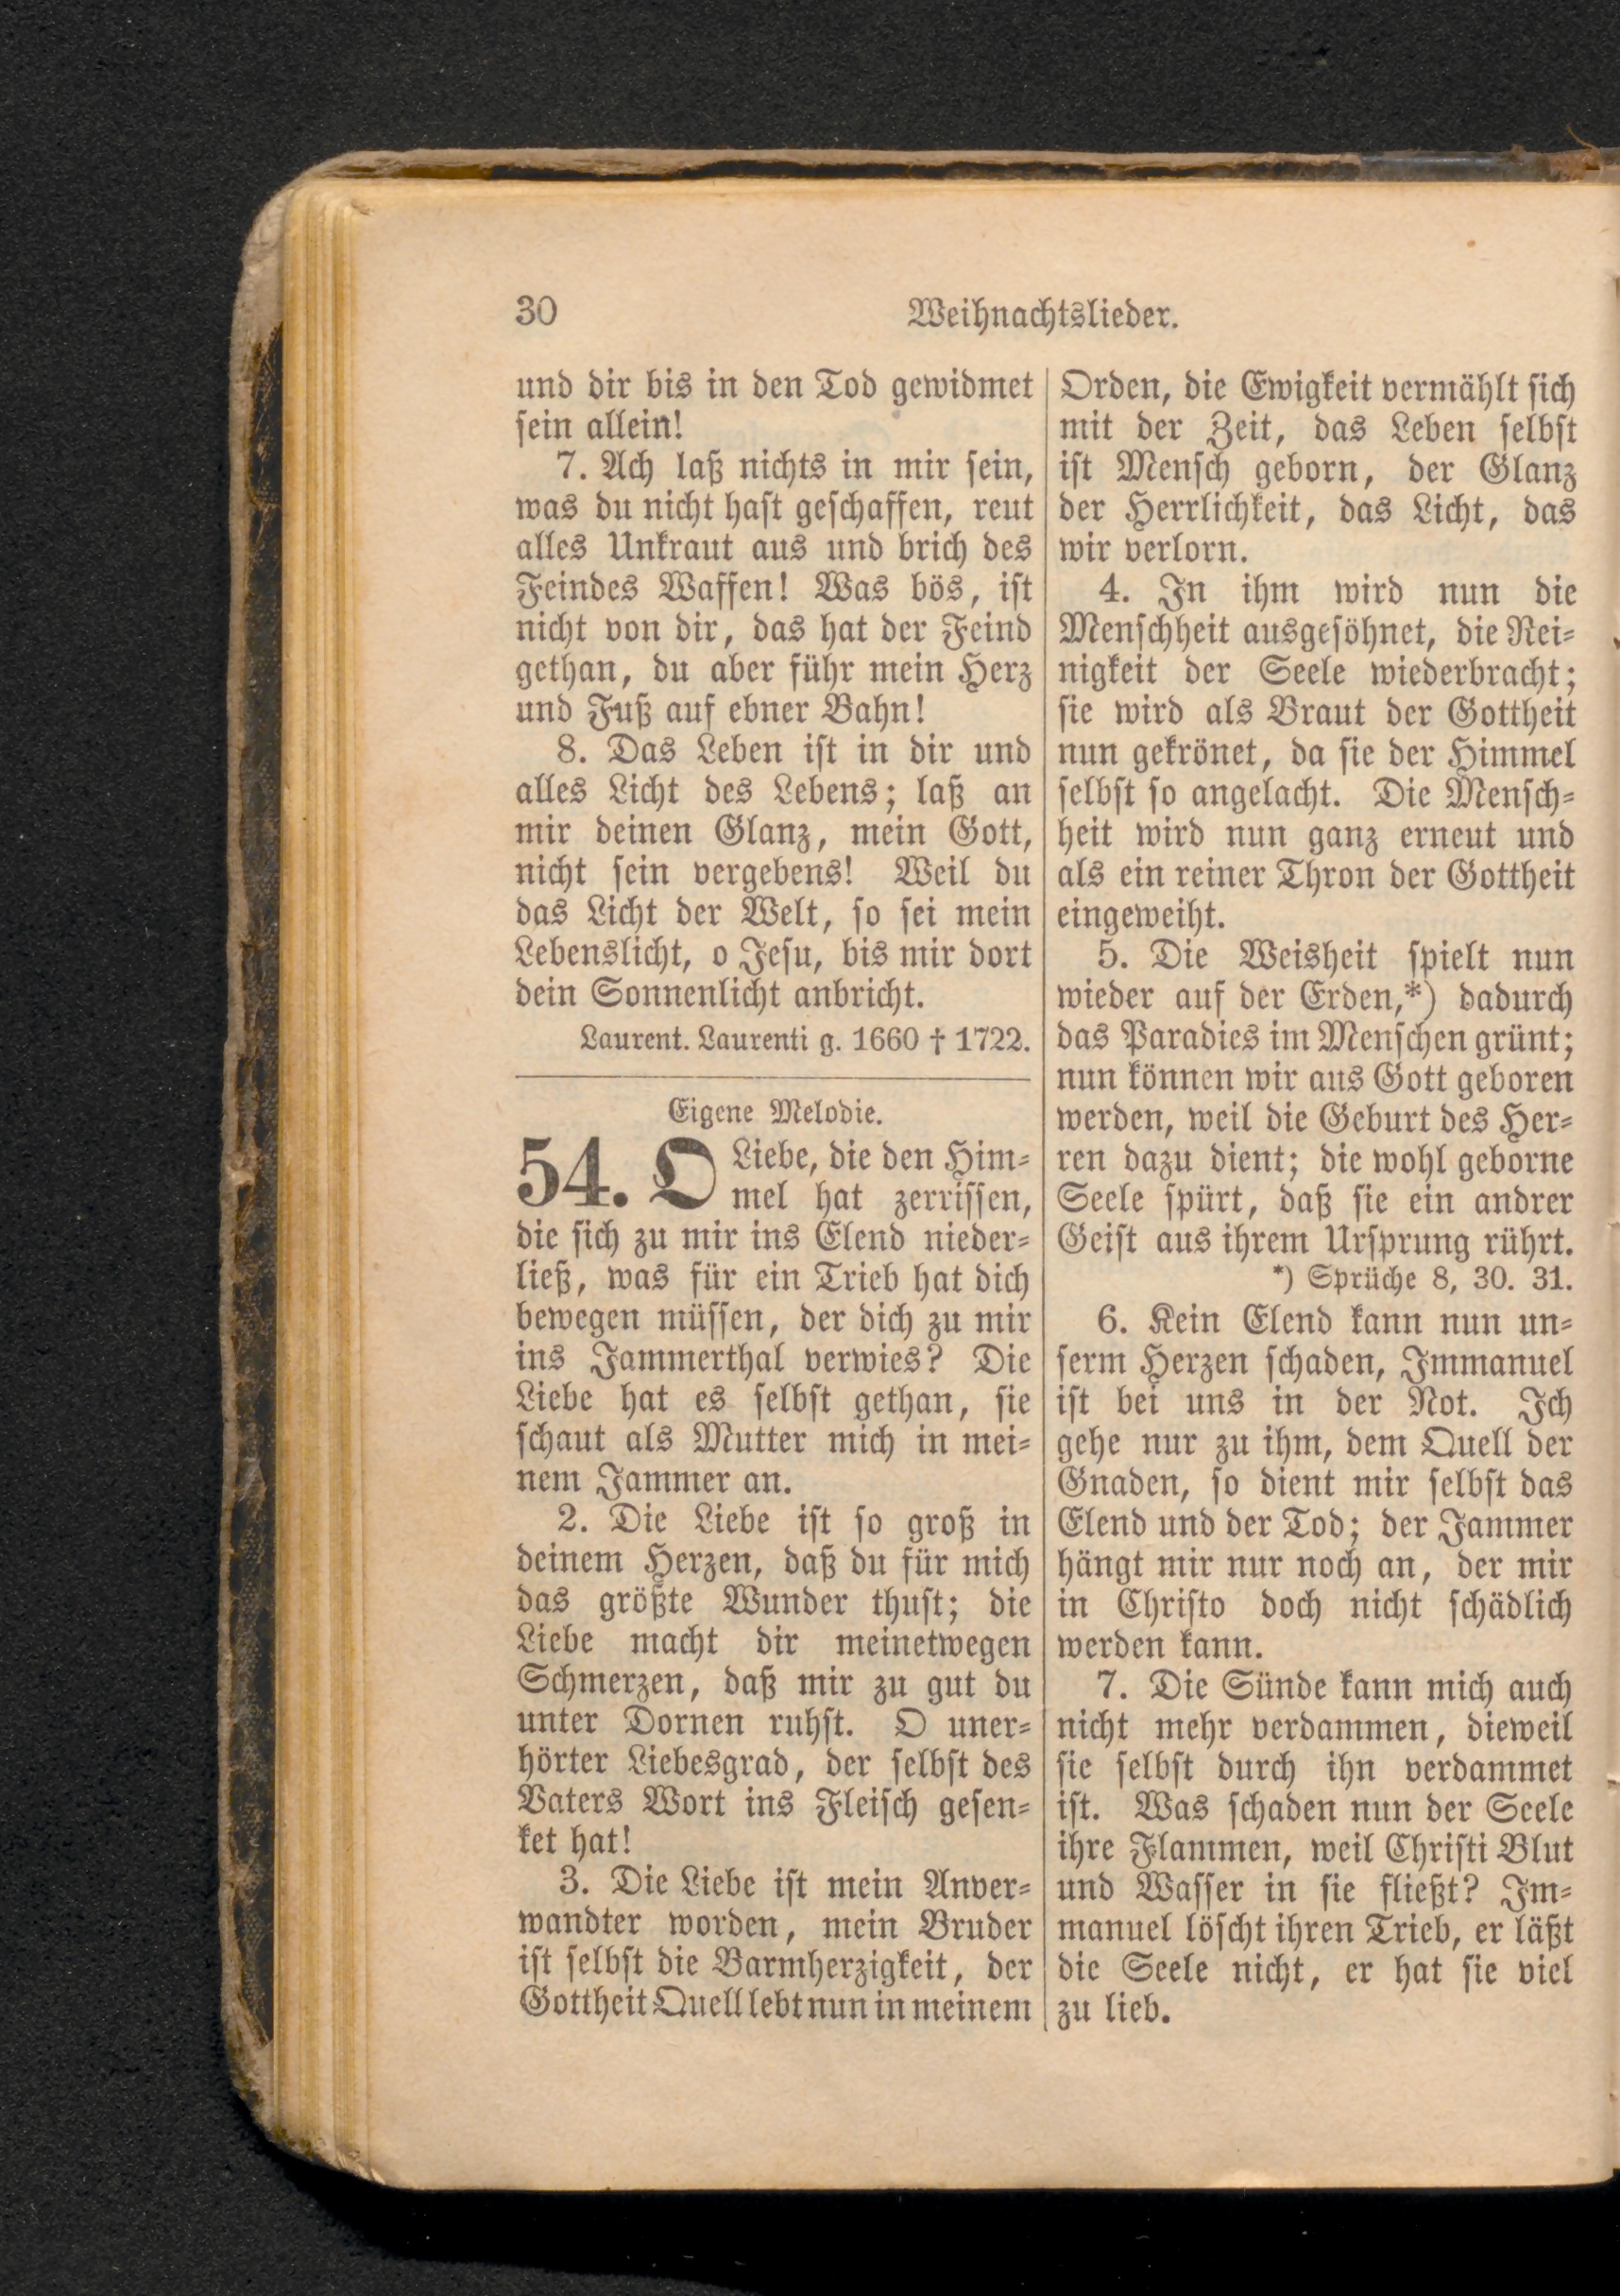 30
Weihnachtslieder.
und dir bis in den Tod gewidmet
sein allein!
7. Ach laß nichts in mir sein,
was du nicht hast geschaffen, reut
alles Unkraut aus und brich des
Feindes Waffen! Was bös, ist
nicht von dir, das hat der Feind
gethan, du aber führ mein Herz
und Fuß auf ebner Bahn!
8. Das Leben ist in dir und
alles Licht des Lebens; laß an
mir deinen Glanz, mein Gott,
nicht sein vergebens! Weil du
das Licht der Welt, so sei mein
Lebenslicht, o Jesu, bis mir dort
dein Sonnenlicht anbricht.
Laurent. Laurenti g. 1660 † 1722.
Eigene Melodie.
54. O Liebe, die den Him-
mel hat zerrissen,
die sich zu mir ins Elend nieder-
ließ, was für ein Trieb hat dich
bewegen müssen, der dich zu mir
ins Jammerthal verwies? Die
Liebe hat es selbst gethan, sie
schaut als Mutter mich in mei-
nem Jammer an.
2. Die Liebe ist so groß in
deinem Herzen, daß du für mich
das größte Wunder thust; die
Liebe macht dir meinetwegen
Schmerzen, daß mir zu gut du
unter Dornen ruhst. O uner-
hörter Liebesgrad, der selbst des
Vaters Wort ins Fleisch gesen-
ket hat!
3. Die Liebe ist mein Anver-
wandter worden, mein Bruder
ist selbst die Barmherzigkeit, der
Gottheit Quell lebt nun in meinem
Orden, die Ewigkeit vermählt sich
mit der Zeit, das Leben selbst
ist Mensch geborn, der Glanz
der Herrlichkeit, das Licht, das
wir verlorn.
4. In ihm wird nun die
Menschheit ausgesöhnet, die Rei-
nigkeit der Seele wiederbracht;
sie wird als Braut der Gottheit
nun gekrönet, da sie der Himmel
selbst so angelacht. Die Mensch-
heit wird nun ganz erneut und
als ein reiner Thron der Gottheit
eingeweiht.
5. Die Weisheit spielt nun
wieder auf der Erden,*) dadurch
das Paradies im Menschen grünt;
nun können wir aus Gott geboren
werden, weil die Geburt des Her-
ren dazu dient; die wohl geborne
Seele spürt, daß sie ein andrer
Geist aus ihrem Ursprung rührt.
*) Sprüche 8, 30. 31.
6. Kein Elend kann nun un-
serm Herzen schaden, Immanuel
ist bei uns in der Not. Ich
gehe nur zu ihm, dem Quell der
Gnaden, so dient mir selbst das
Elend und der Tod; der Jammer
hängt mir nur noch an, der mir
in Christo doch nicht schädlich
werden kann.
7. Die Sünde kann mich auch
nicht mehr verdammen, dieweil
sie selbst durch ihn verdammet
ist. Was schaden nun der Seele
ihre Flammen, weil Christi Blut
und Wasser in sie fließt? Im-
manuel löscht ihren Trieb, er läßt
die Seele nicht, er hat sie viel
zu lieb.